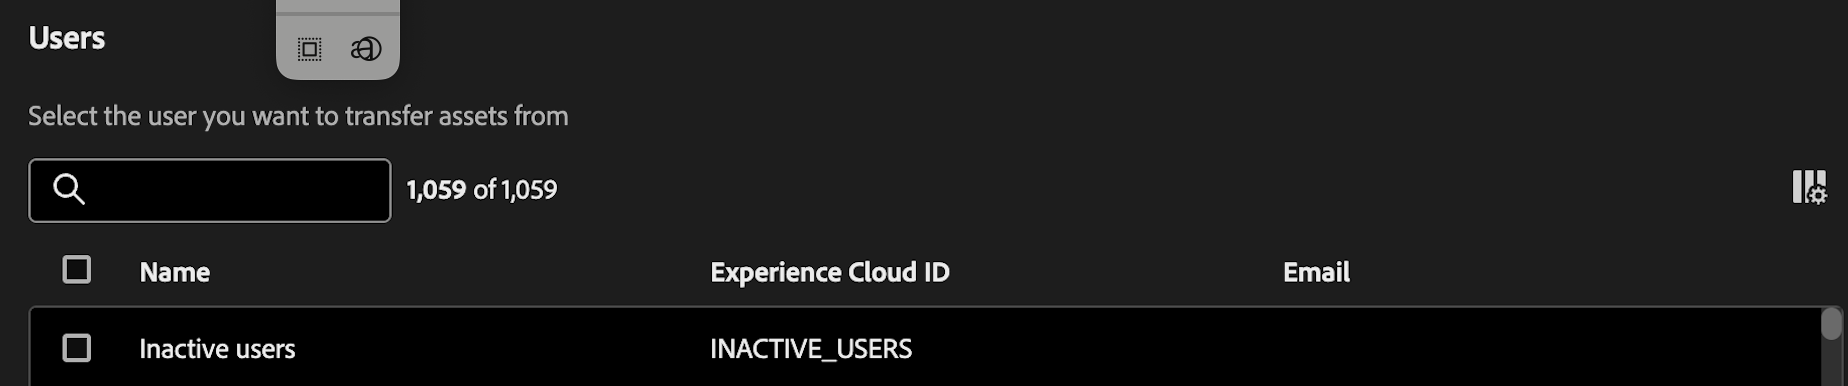 Users
Select the user you want to transfer assets from
1,059 of 1,059
Name Experience Cloud ID Email
Inactive users INACTIVE_USERS